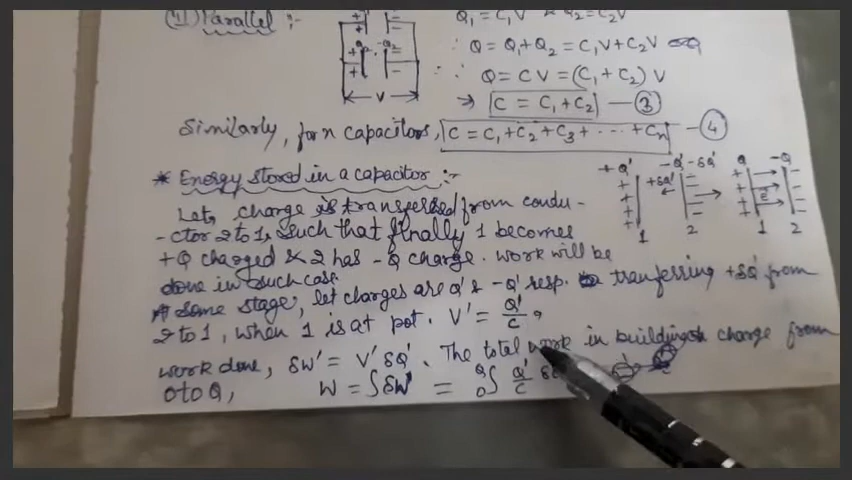 (ii) Parallel :-
Q₁ = C₁V & Q₂ = C₂V
∴ Q = Q₁ + Q₂ = C₁V + C₂V
∴ Q = CV = (C₁ + C₂) V
→ C = C₁ + C₂ — ③
V
Similarly, for n capacitors, C = C₁ + C₂ + C₃ + ... + Cn — ④
* Energy stored in a capacitor :-
+Q' -Q'-δQ' Q -Q
+δQ' E
1 2 1 2
Let, charge is transferred from condu-
-ctor 2 to 1, such that finally 1 becomes
+Q charged & 2 has -Q charge. work will be
done in such case.
At some stage, let charges are Q' & -Q' resp. tranferring +δQ' from
2 to 1, when 1 is at pot. V' = Q'/C,
work done, δW' = V' δQ'. The total work in building charge from
0 to Q, W = ∫δW' = ₀Q∫ Q'/C